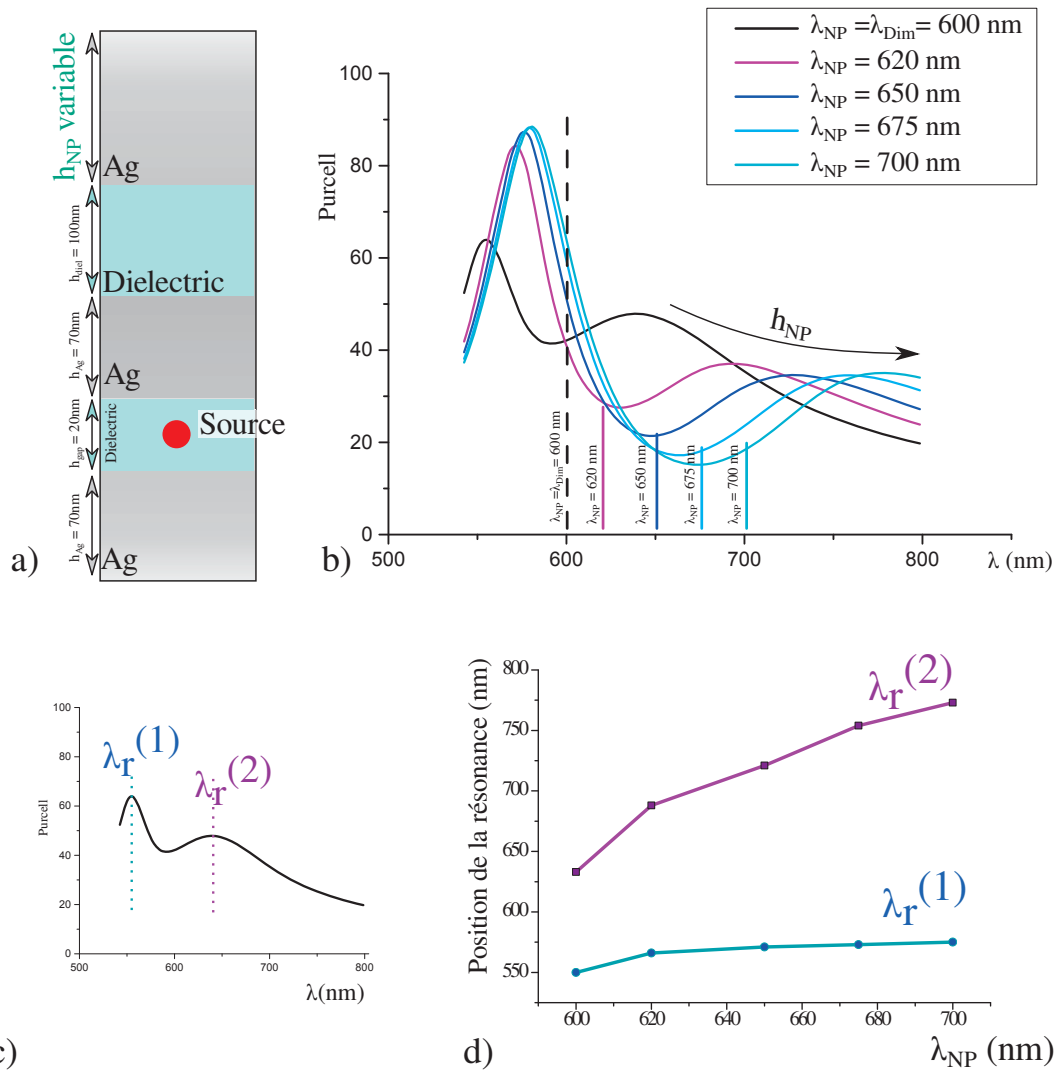 h_NP variable
Ag
h_diel = 100nm
Dielectric
h_Ag = 70nm
Ag
h_gap = 20nm
Dielectric
Source
h_Ag = 70nm
Ag
a)
λ_NP =λ_Dim= 600 nm
λ_NP = 620 nm
λ_NP = 650 nm
λ_NP = 675 nm
λ_NP = 700 nm
Purcell
100
80
60
40
20
0
h_NP
λ_NP =λ_Dim= 600 nm
λ_NP = 620 nm
λ_NP = 650 nm
λ_NP = 675 nm
λ_NP = 700 nm
500
600
700
800
λ (nm)
b)
Purcell
100
80
60
40
20
0
λ_r^(1)
λ_r^(2)
500
600
700
800
λ(nm)
c)
Position de la résonance (nm)
800
775
750
725
700
675
650
625
600
575
550
λ_r^(2)
λ_r^(1)
600
620
640
660
680
700
λ_NP (nm)
d)